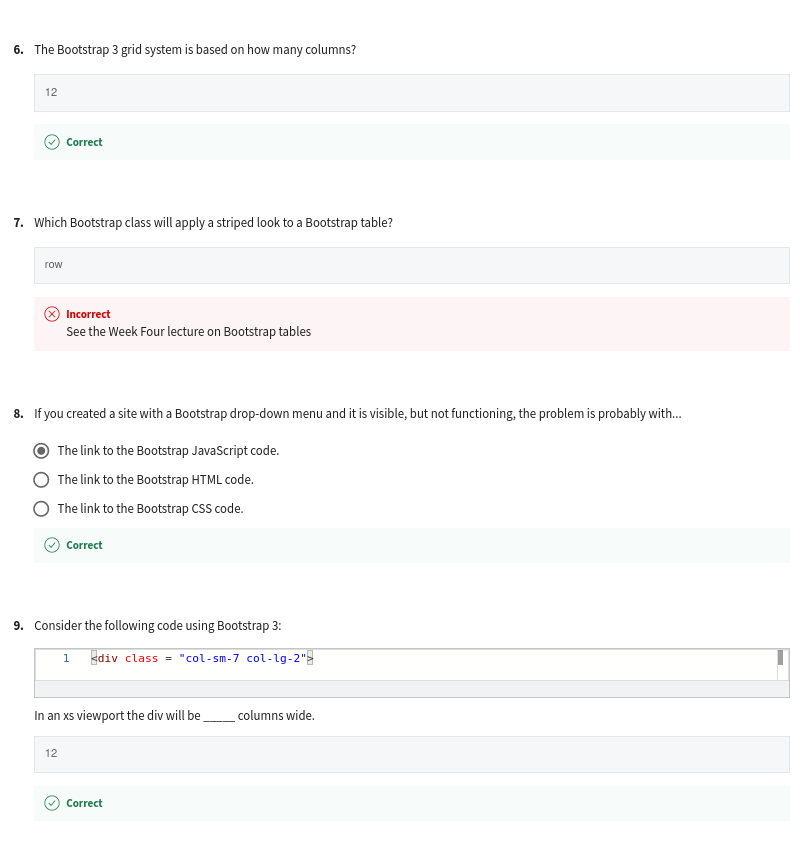 6. The Bootstrap 3 grid system is based on how many columns?
12
Correct
7. Which Bootstrap class will apply a striped look to a Bootstrap table?
row
Incorrect
See the Week Four lecture on Bootstrap tables
8. If you created a site with a Bootstrap drop-down menu and it is visible, but not functioning, the problem is probably with...
The link to the Bootstrap JavaScript code.
The link to the Bootstrap HTML code.
The link to the Bootstrap CSS code.
Correct
9. Consider the following code using Bootstrap 3:
1 <div class = "col-sm-7 col-lg-2">
In an xs viewport the div will be _____ columns wide.
12
Correct